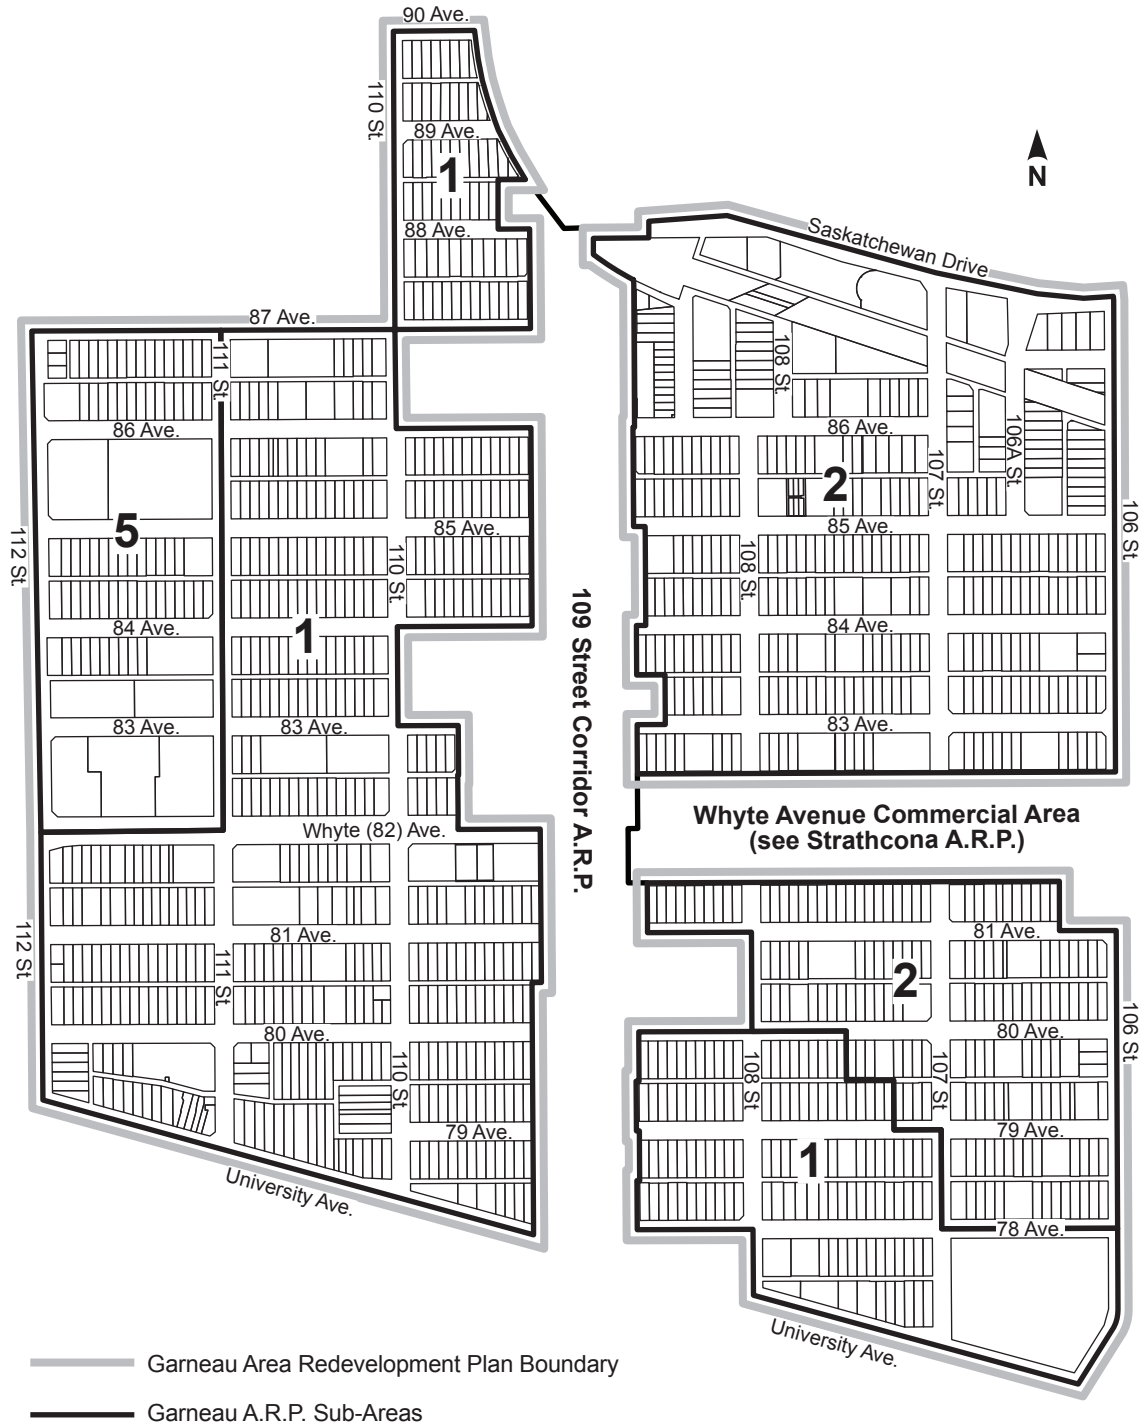 90 Ave.
110 St.
89 Ave.
1
N
88 Ave.
Saskatchewan Drive
87 Ave.
111 St.
108 St.
86 Ave.
86 Ave.
106A St.
107 St.
2
5
112 St.
85 Ave.
110 St.
85 Ave.
108 St.
106 St.
109 Street Corridor A.R.P.
84 Ave.
1
84 Ave.
83 Ave.
83 Ave.
83 Ave.
Whyte Avenue Commercial Area
(see Strathcona A.R.P.)
Whyte (82) Ave.
112 St.
81 Ave.
81 Ave.
111 St.
2
106 St.
80 Ave.
80 Ave.
110 St.
108 St.
107 St.
79 Ave.
79 Ave.
1
University Ave.
78 Ave.
University Ave.
Garneau Area Redevelopment Plan Boundary
Garneau A.R.P. Sub-Areas